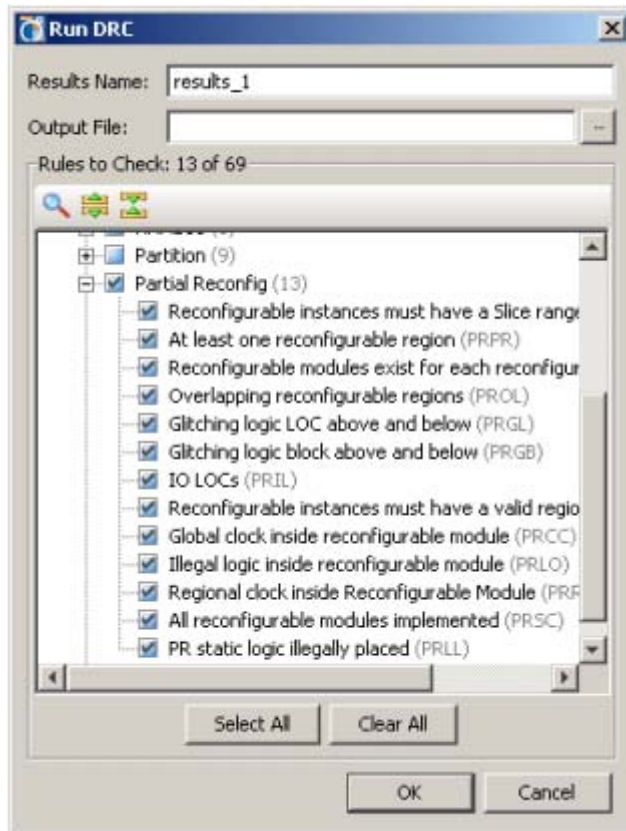 Run DRC
Results Name: results_1
Output File:
Rules to Check: 13 of 69
Partition (9)
Partial Reconfig (13)
Reconfigurable instances must have a Slice range
At least one reconfigurable region (PRPR)
Reconfigurable modules exist for each reconfigur
Overlapping reconfigurable regions (PROL)
Glitching logic LOC above and below (PRGL)
Glitching logic block above and below (PRGB)
IO LOCs (PRIL)
Reconfigurable instances must have a valid regio
Global clock inside reconfigurable module (PRCC)
Illegal logic inside reconfigurable module (PRLO)
Regional clock inside Reconfigurable Module (PRR
All reconfigurable modules implemented (PRSC)
PR static logic illegally placed (PRLL)
Select All Clear All
OK Cancel